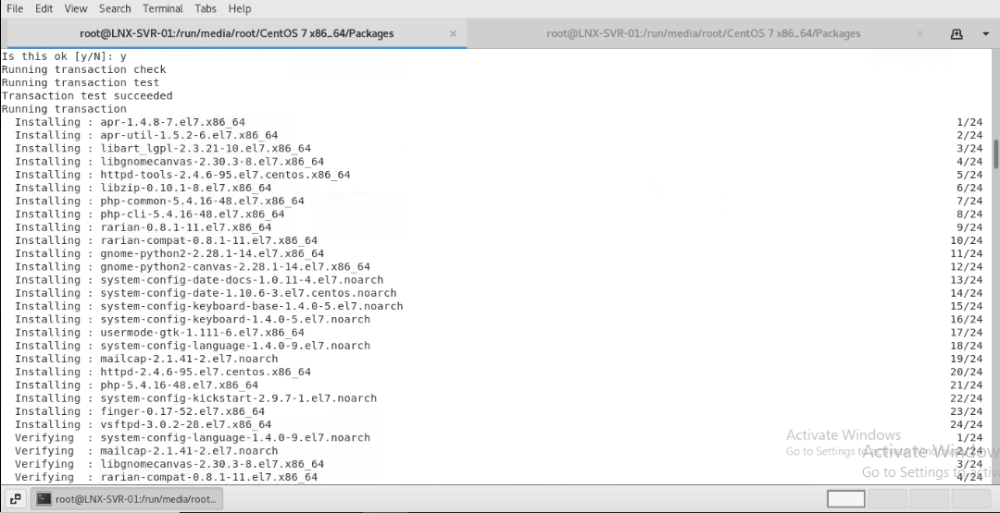 File Edit View Search Terminal Tabs Help
root@LNX-SVR-01:/run/media/root/CentOS 7 x86_64/Packages × root@LNX-SVR-01:/run/media/root/CentOS 7 x86_64/Packages ×
Is this ok [y/N]: y
Running transaction check
Running transaction test
Transaction test succeeded
Running transaction
Installing : apr-1.4.8-7.el7.x86_64 1/24
Installing : apr-util-1.5.2-6.el7.x86_64 2/24
Installing : libart_lgpl-2.3.21-10.el7.x86_64 3/24
Installing : libgnomecanvas-2.30.3-8.el7.x86_64 4/24
Installing : httpd-tools-2.4.6-95.el7.centos.x86_64 5/24
Installing : libzip-0.10.1-8.el7.x86_64 6/24
Installing : php-common-5.4.16-48.el7.x86_64 7/24
Installing : php-cli-5.4.16-48.el7.x86_64 8/24
Installing : rarian-0.8.1-11.el7.x86_64 9/24
Installing : rarian-compat-0.8.1-11.el7.x86_64 10/24
Installing : gnome-python2-2.28.1-14.el7.x86_64 11/24
Installing : gnome-python2-canvas-2.28.1-14.el7.x86_64 12/24
Installing : system-config-date-docs-1.0.11-4.el7.noarch 13/24
Installing : system-config-date-1.10.6-3.el7.centos.noarch 14/24
Installing : system-config-keyboard-base-1.4.0-5.el7.noarch 15/24
Installing : system-config-keyboard-1.4.0-5.el7.noarch 16/24
Installing : usermode-gtk-1.111-6.el7.x86_64 17/24
Installing : system-config-language-1.4.0-9.el7.noarch 18/24
Installing : mailcap-2.1.41-2.el7.noarch 19/24
Installing : httpd-2.4.6-95.el7.centos.x86_64 20/24
Installing : php-5.4.16-48.el7.x86_64 21/24
Installing : system-config-kickstart-2.9.7-1.el7.noarch 22/24
Installing : finger-0.17-52.el7.x86_64 23/24
Installing : vsftpd-3.0.2-28.el7.x86_64 24/24
Verifying : system-config-language-1.4.0-9.el7.noarch 1/24
Verifying : mailcap-2.1.41-2.el7.noarch 2/24
Verifying : libgnomecanvas-2.30.3-8.el7.x86_64 3/24
Verifying : rarian-compat-0.8.1-11.el7.x86_64 4/24
Activate Windows
Go to Settings to
Activate Window
Go to Settings to activ
root@LNX-SVR-01:/run/media/root...